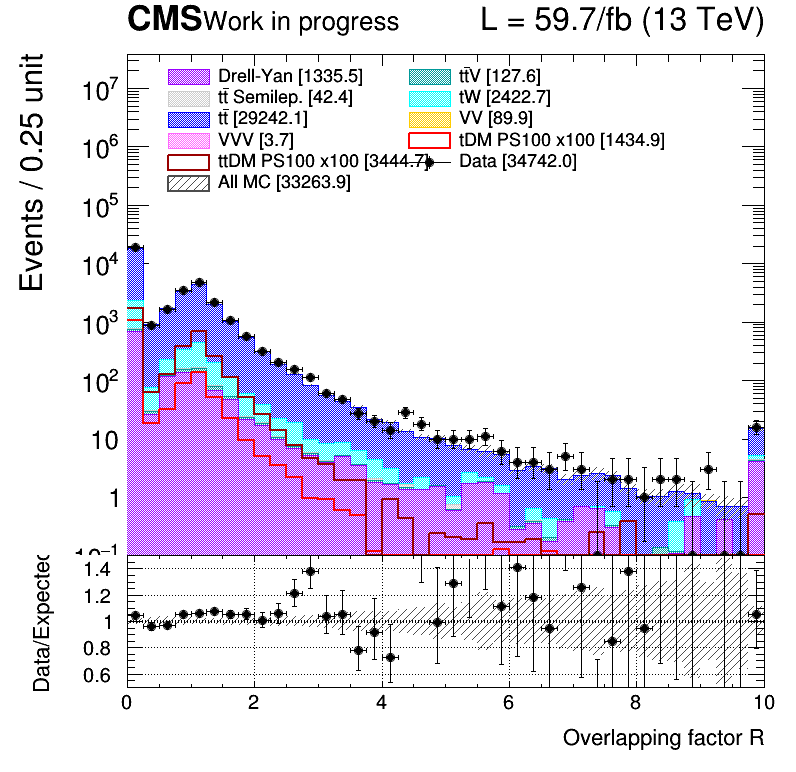 CMS Work in progress L = 59.7/fb (13 TeV)
Events / 0.25 unit
Drell-Yan [1335.5] tt̄V [127.6]
tt̄ Semilep. [42.4] tW [2422.7]
tt̄ [29242.1] VV [89.9]
VVV [3.7] tDM PS100 x100 [1434.9]
ttDM PS100 x100 [3444.7] Data [34742.0]
All MC [33263.9]
10⁷
10⁶
10⁵
10⁴
10³
10²
10
1
10⁻¹
Data/Expected
1.4
1.2
1
0.8
0.6
0 2 4 6 8 10
Overlapping factor R